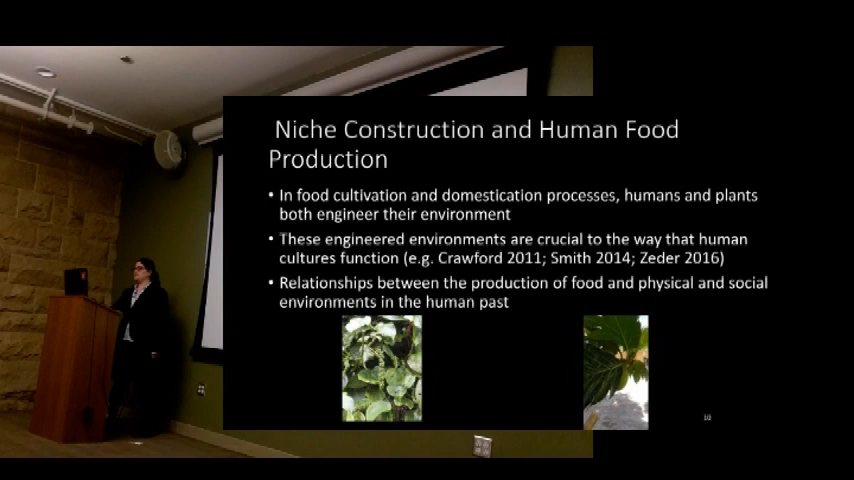 Niche Construction and Human Food
Production
• In food cultivation and domestication processes, humans and plants
both engineer their environment
• These engineered environments are crucial to the way that human
cultures function (e.g. Crawford 2011; Smith 2014; Zeder 2016)
• Relationships between the production of food and physical and social
environments in the human past
10